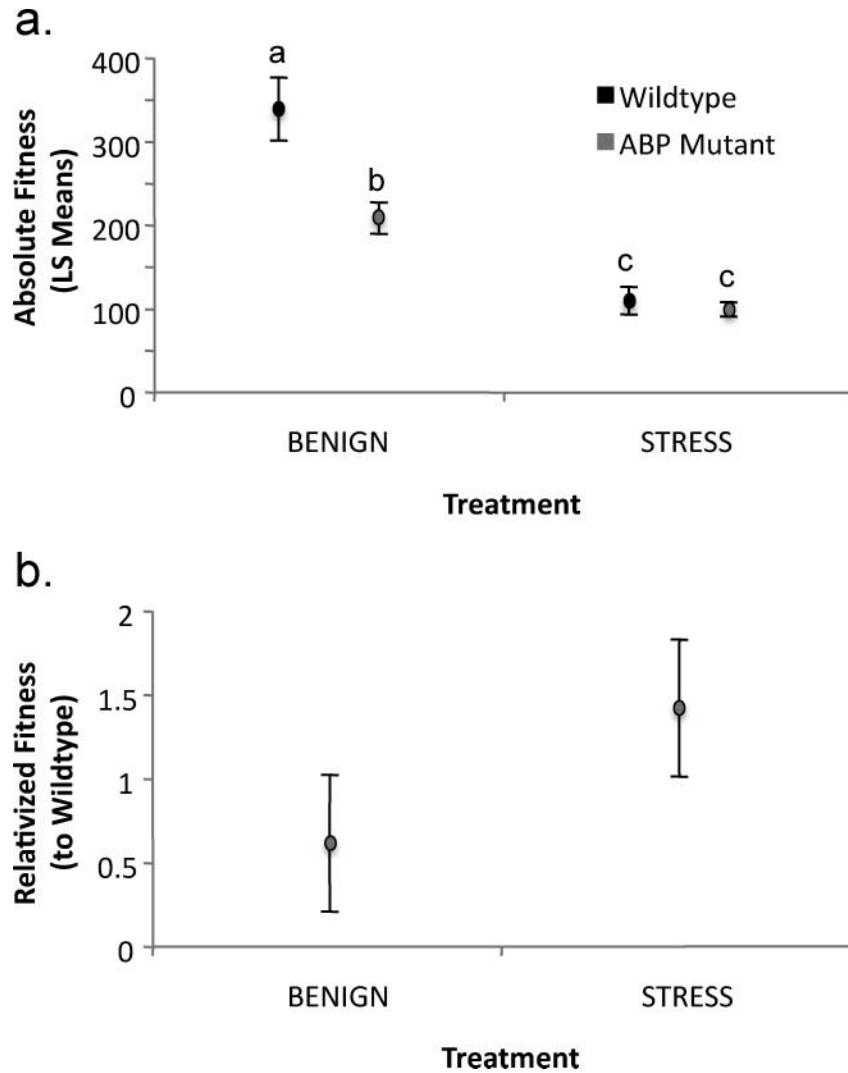 a.
Absolute Fitness
(LS Means)
400
300
200
100
0
a
b
c
c
Wildtype
ABP Mutant
BENIGN
STRESS
Treatment
b.
Relativized Fitness
(to Wildtype)
2
1.5
1
0.5
0
BENIGN
STRESS
Treatment